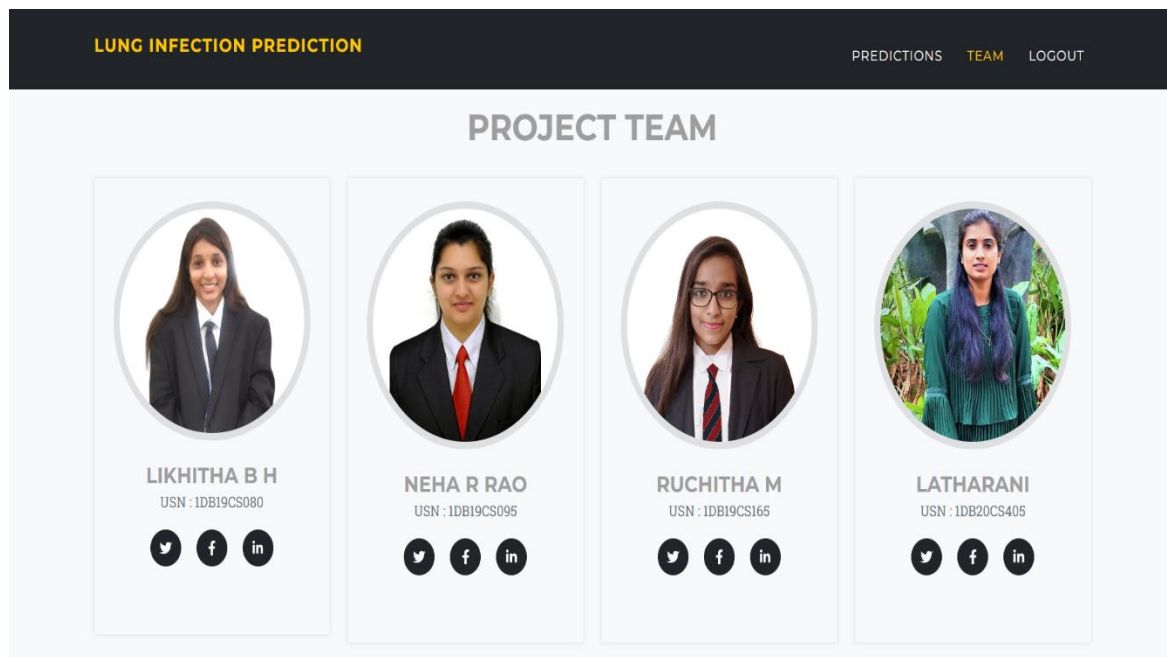 LUNG INFECTION PREDICTION
PREDICTIONS TEAM LOGOUT
PROJECT TEAM
LIKHITHA B H
USN : 1DB19CS080
NEHA R RAO
USN : 1DB19CS095
RUCHITHA M
USN : 1DB19CS165
LATHARANI
USN : 1DB20CS405